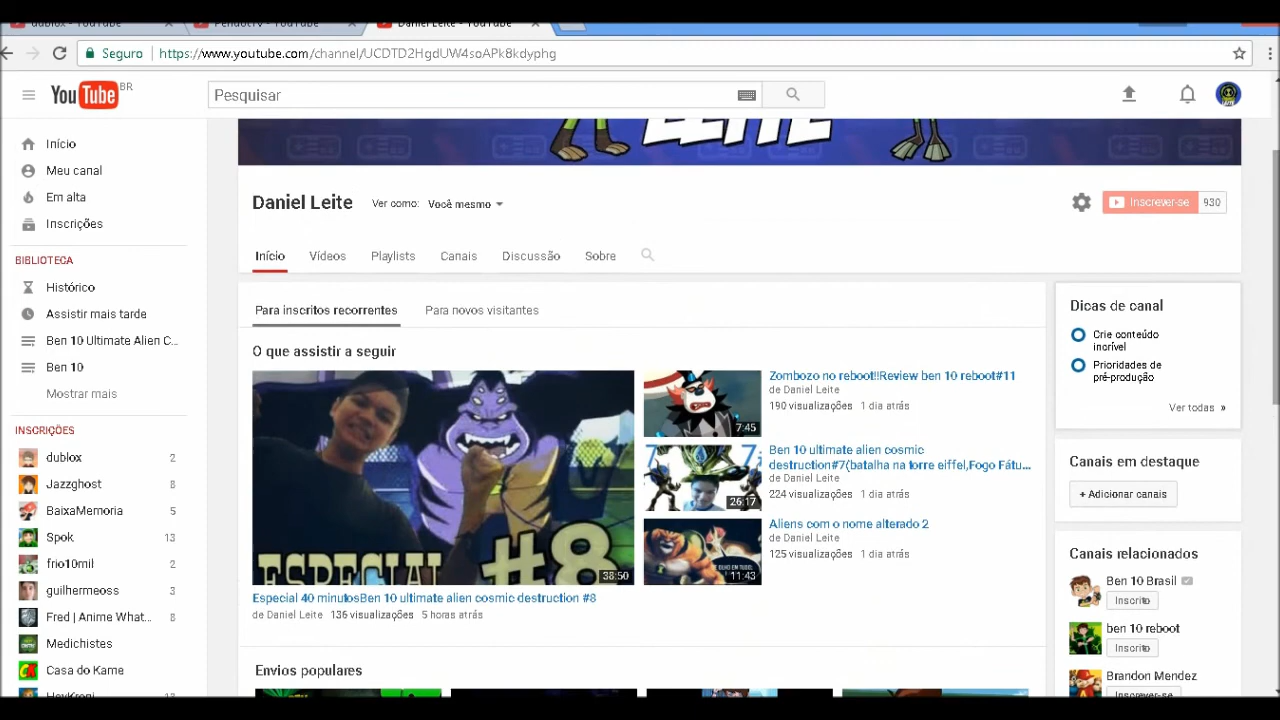 dublox - YouTube
PendotTV - YouTube
Daniel Leite - YouTube
Seguro
https://www.youtube.com/channel/UCDTD2HgdUW4soAPk8kdyphg
YouTube BR
Pesquisar
LEITE
Início
Meu canal
Em alta
Inscrições
BIBLIOTECA
Histórico
Assistir mais tarde
Ben 10 Ultimate Alien C...
Ben 10
Mostrar mais
INSCRIÇÕES
dublox 2
Jazzghost 8
BaixaMemoria 5
Spok 13
frio10mil 2
guilhermeoss 3
Fred | Anime What... 8
Medichistes
Casa do Kame
Daniel Leite
Ver como: Você mesmo
Inscrever-se 930
Início Vídeos Playlists Canais Discussão Sobre
Para inscritos recorrentes Para novos visitantes
O que assistir a seguir
ESPECIAL #8
38:50
Especial 40 minutosBen 10 ultimate alien cosmic destruction #8
de Daniel Leite 136 visualizações 5 horas atrás
7:45
Zombozo no reboot!!Review ben 10 reboot#11
de Daniel Leite
190 visualizações 1 dia atrás
26:17
Ben 10 ultimate alien cosmic
destruction#7(batalha na torre eiffel,Fogo Fátu...
de Daniel Leite
224 visualizações 1 dia atrás
11:43
Aliens com o nome alterado 2
de Daniel Leite
125 visualizações 1 dia atrás
Envios populares
Dicas de canal
Crie conteúdo
incrível
Prioridades de
pré-produção
Ver todas »
Canais em destaque
+ Adicionar canais
Canais relacionados
Ben 10 Brasil
Inscrito
ben 10 reboot
Inscrito
Brandon Mendez
Inscrever-se